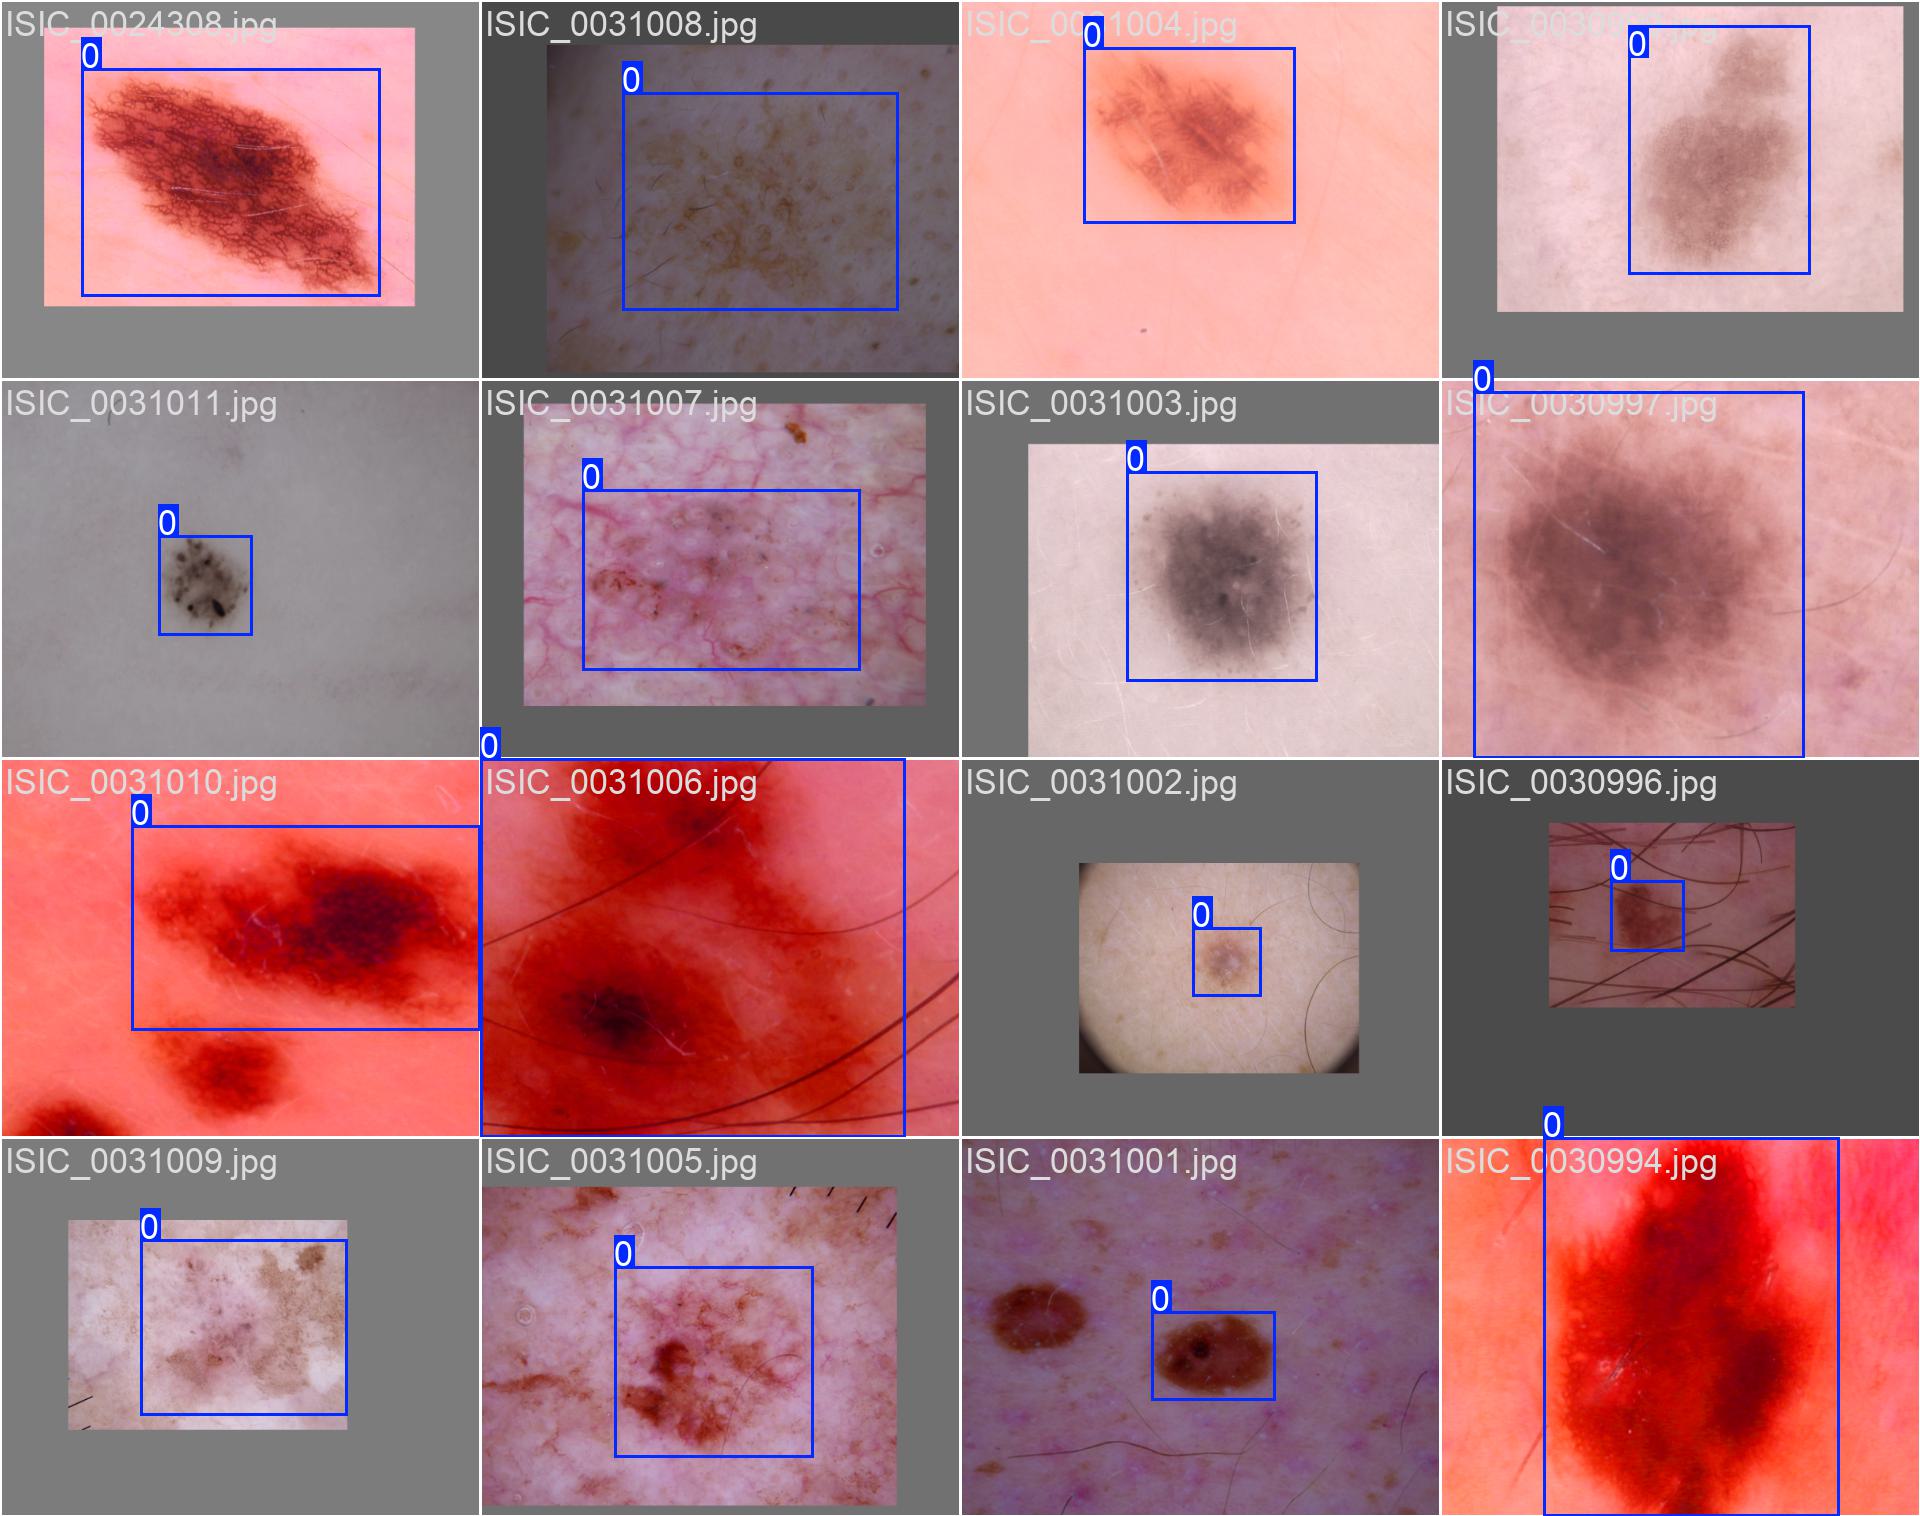 ISIC_0024308.jpg
0
ISIC_0031008.jpg
0
ISIC_0031004.jpg
0
0
ISIC_0031011.jpg
0
ISIC_0031007.jpg
0
ISIC_0031003.jpg
0
ISIC_0030997.jpg
0
ISIC_0031010.jpg
0
ISIC_0031006.jpg
0
ISIC_0031002.jpg
0
ISIC_0030996.jpg
0
ISIC_0031009.jpg
0
ISIC_0031005.jpg
0
ISIC_0031001.jpg
0
ISIC_0030994.jpg
0